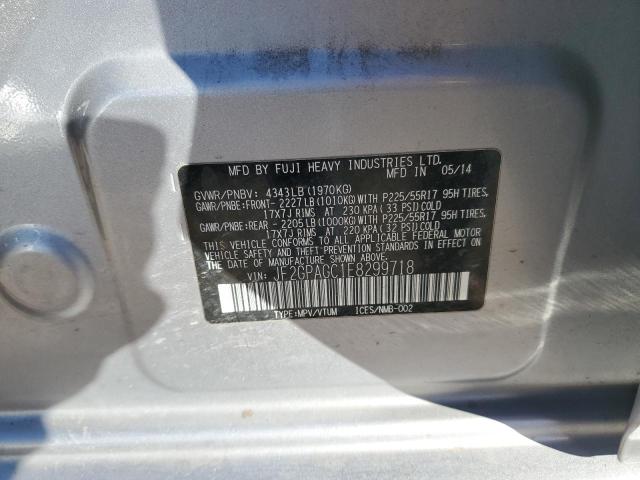 MFD BY FUJI HEAVY INDUSTRIES LTD.
MFD IN 05/14
GVWR/PNBV: 4343LB(1970KG)
GAWR/PNBE:FRONT-2227LB(1010KG)WITH P225/55R17 95H TIRES.
17X7J RIMS AT 230 KPA(33 PSI)COLD
GAWR/PNBE:REAR -2205LB(1000KG)WITH P225/55R17 95H TIRES.
17X7J RIMS AT 220 KPA(32 PSI)COLD
THIS VEHICLE CONFORMS TO ALL APPLICABLE FEDERAL MOTOR
VEHICLE SAFETY AND BUMPER STANDARDS IN EFFECT ON
THE DATE OF MANUFACTURE SHOWN ABOVE.
VIN: JF2GPAGC1E8299718
TYPE:MPV/VTUM ICES/NMB-002